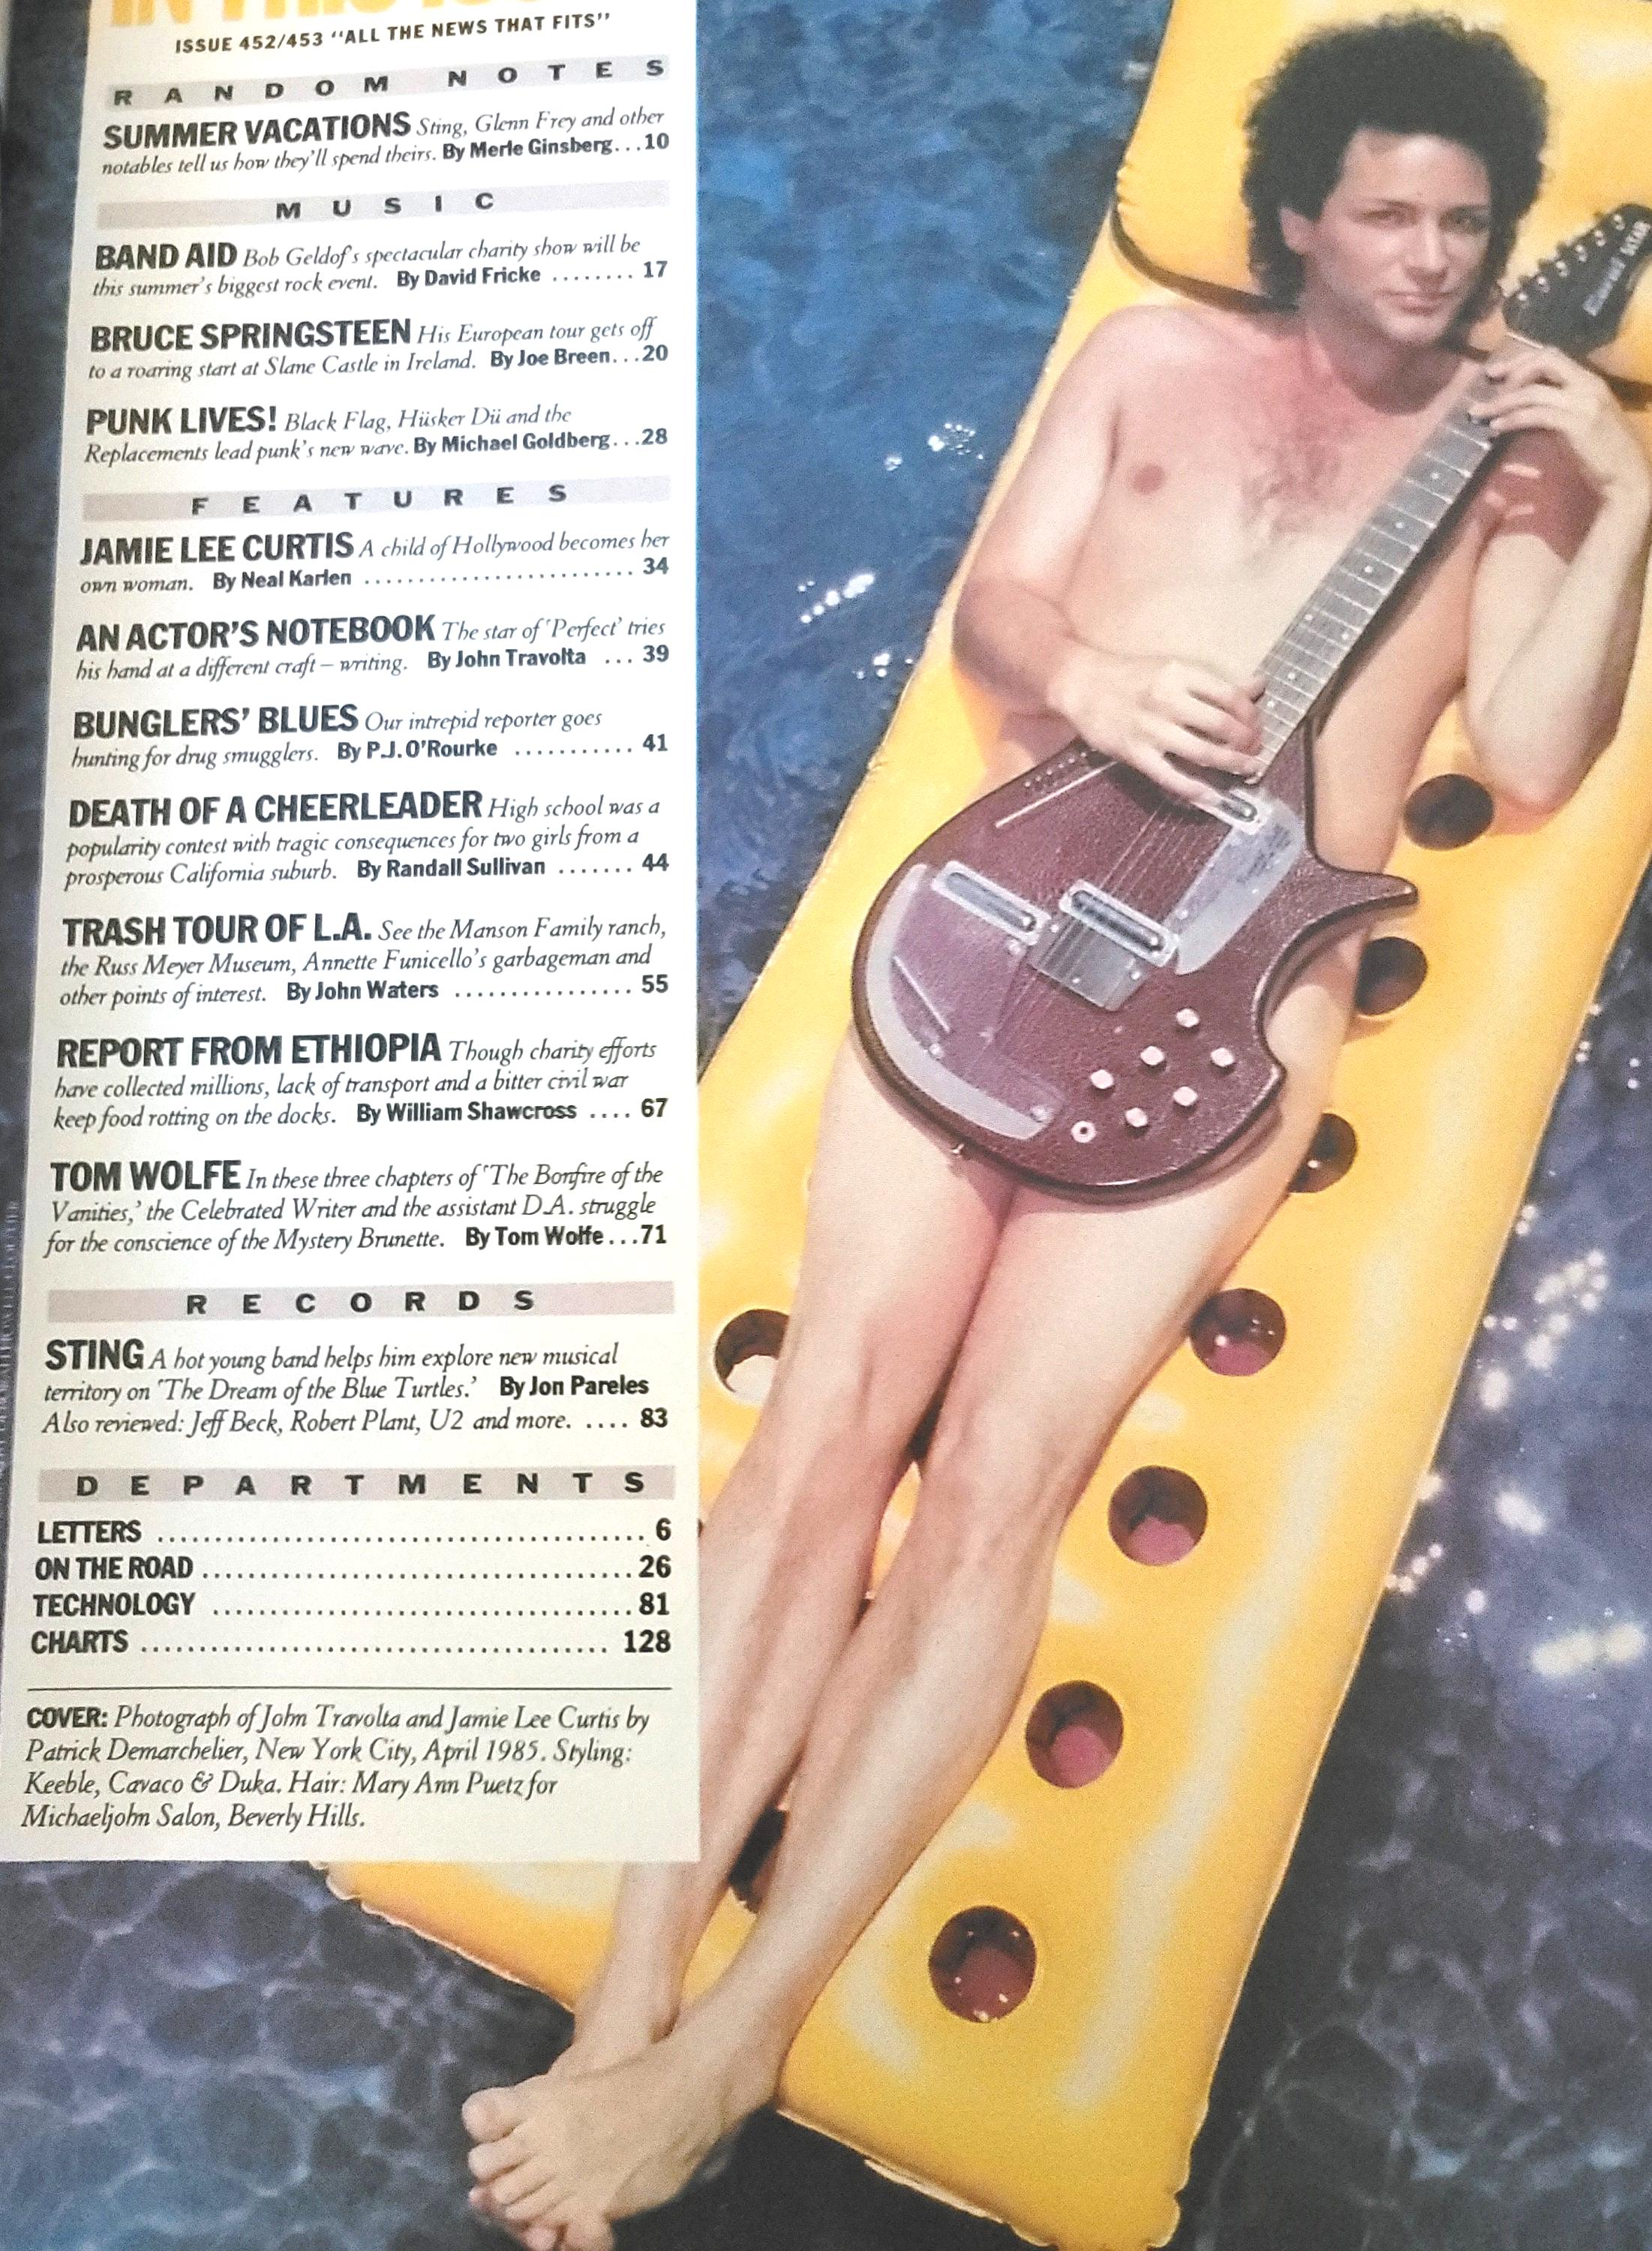 IN THIS ISSUE
ISSUE 452/453 “ALL THE NEWS THAT FITS”
RANDOM NOTES
SUMMER VACATIONS Sting, Glenn Frey and other
notables tell us how they’ll spend theirs. By Merle Ginsberg...10
MUSIC
BAND AID Bob Geldof’s spectacular charity show will be
this summer’s biggest rock event. By David Fricke ........ 17
BRUCE SPRINGSTEEN His European tour gets off
to a roaring start at Slane Castle in Ireland. By Joe Breen...20
PUNK LIVES! Black Flag, Hüsker Dü and the
Replacements lead punk’s new wave. By Michael Goldberg...28
FEATURES
JAMIE LEE CURTIS A child of Hollywood becomes her
own woman. By Neal Karlen ........................ 34
AN ACTOR’S NOTEBOOK The star of ‘Perfect’ tries
his hand at a different craft – writing. By John Travolta ... 39
BUNGLERS’ BLUES Our intrepid reporter goes
hunting for drug smugglers. By P.J. O’Rourke ........... 41
DEATH OF A CHEERLEADER High school was a
popularity contest with tragic consequences for two girls from a
prosperous California suburb. By Randall Sullivan ....... 44
TRASH TOUR OF L.A. See the Manson Family ranch,
the Russ Meyer Museum, Annette Funicello’s garbageman and
other points of interest. By John Waters ................ 55
REPORT FROM ETHIOPIA Though charity efforts
have collected millions, lack of transport and a bitter civil war
keep food rotting on the docks. By William Shawcross .... 67
TOM WOLFE In these three chapters of ‘The Bonfire of the
Vanities,’ the Celebrated Writer and the assistant D.A. struggle
for the conscience of the Mystery Brunette. By Tom Wolfe...71
RECORDS
STING A hot young band helps him explore new musical
territory on ‘The Dream of the Blue Turtles.’ By Jon Pareles
Also reviewed: Jeff Beck, Robert Plant, U2 and more. .... 83
DEPARTMENTS
LETTERS ........................................ 6
ON THE ROAD .................................... 26
TECHNOLOGY .................................... 81
CHARTS ........................................ 128
COVER: Photograph of John Travolta and Jamie Lee Curtis by
Patrick Demarchelier, New York City, April 1985. Styling:
Keeble, Cavaco & Duka. Hair: Mary Ann Puetz for
Michaeljohn Salon, Beverly Hills.